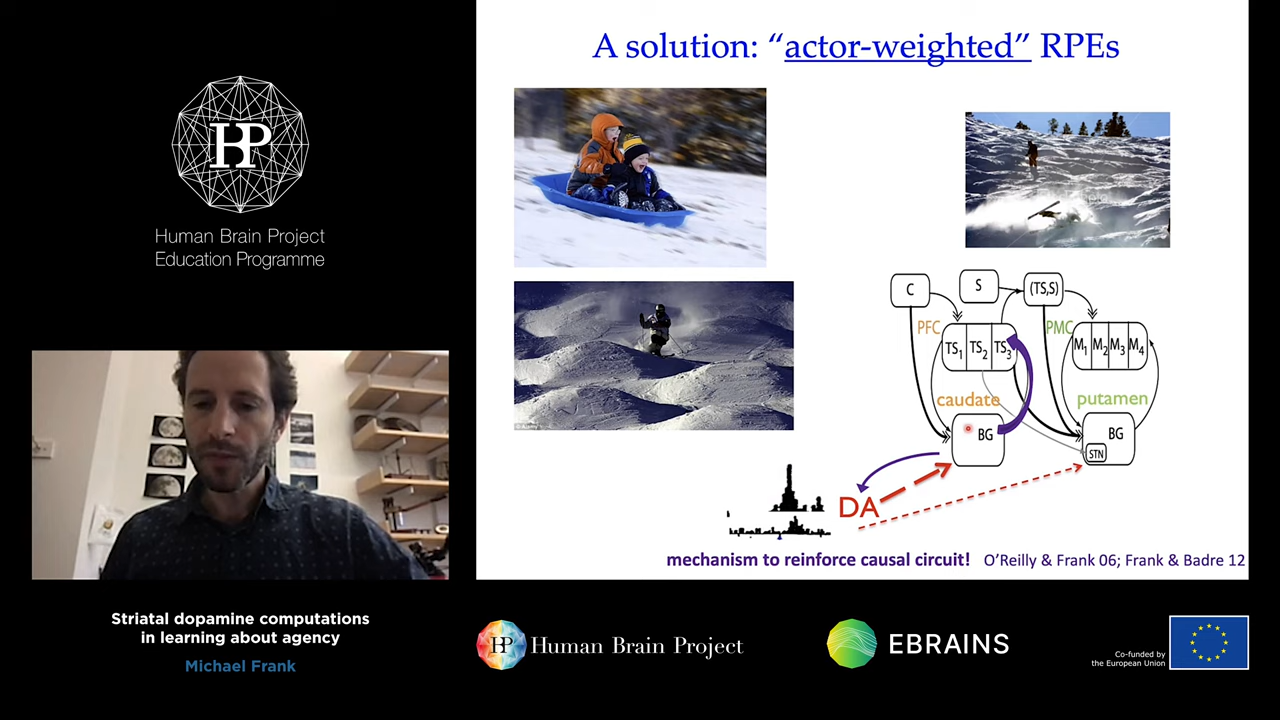 HP
Human Brain Project
Education Programme
A solution: “actor-weighted” RPEs
C
S
(TS,S)
PFC
PMC
TS1
TS2
TS3
M1
M2
M3
M4
caudate
putamen
BG
BG
STN
DA
mechanism to reinforce causal circuit! O’Reilly & Frank 06; Frank & Badre 12
Striatal dopamine computations
in learning about agency
Michael Frank
HP
Human Brain Project
EBRAINS
Co-funded by
the European Union